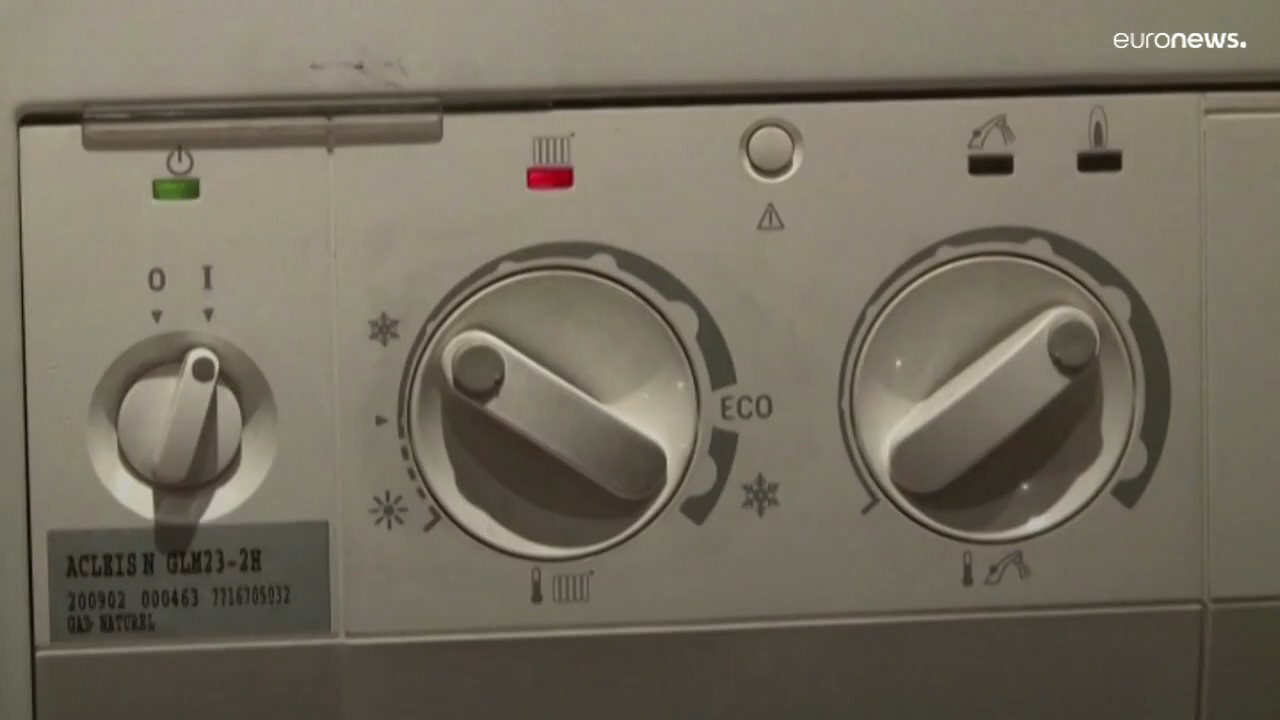 euronews.
O I
ECO
ACLEIS N GLM23-2H
200902 000463 7716705032
GAZ NATUREL